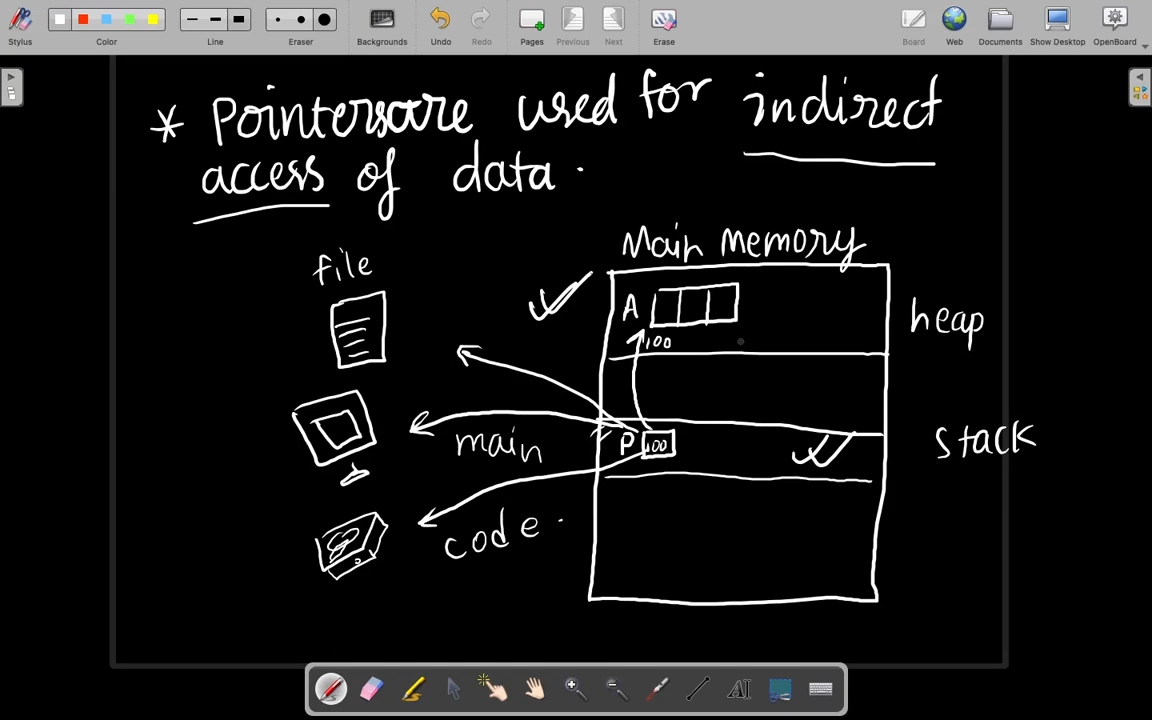 Stylus
Color
Line
Eraser
Backgrounds
Undo
Redo
Pages
Previous
Next
Erase
Board
Web
Documents
Show Desktop
OpenBoard
* Pointers are used for indirect
access of data.
Main memory
file
A
heap
100
main
P 100
stack
code.
AI